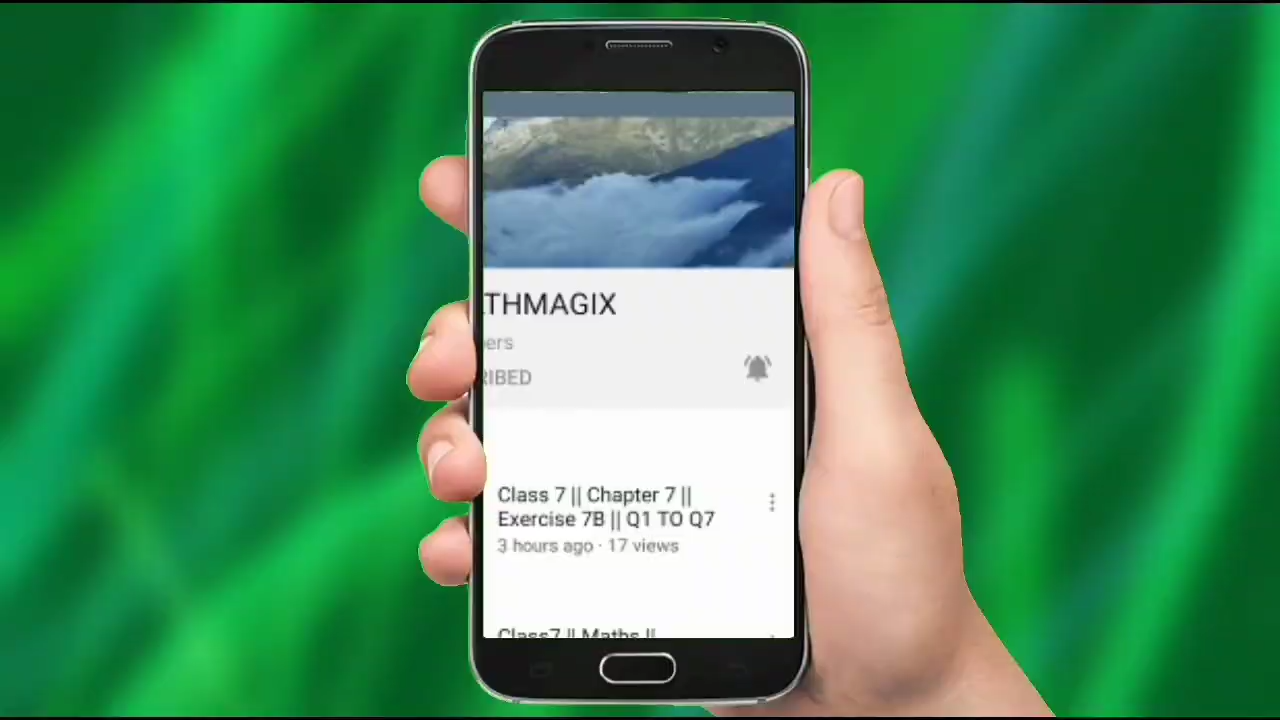 THMAGIX
ers
RIBED
Class 7 || Chapter 7 ||
Exercise 7B || Q1 TO Q7
3 hours ago · 17 views
Class7 || Maths ||